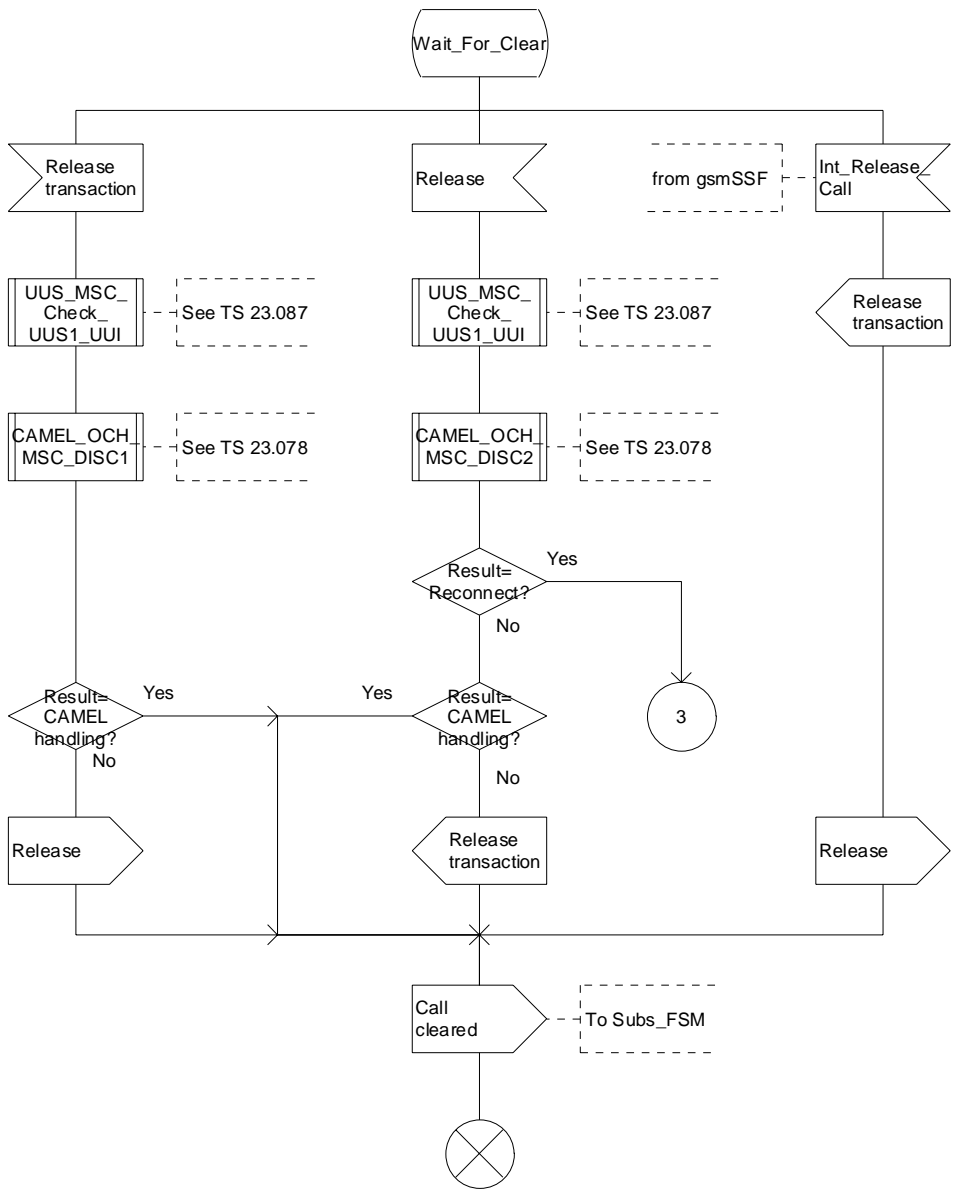 Wait_For_Clear
Release
transaction
Release
from gsmSSF
Int_Release_
Call
UUS_MSC_
Check_
UUS1_UUI
See TS 23.087
UUS_MSC_
Check_
UUS1_UUI
See TS 23.087
Release
transaction
CAMEL_OCH_
MSC_DISC1
See TS 23.078
CAMEL_OCH_
MSC_DISC2
See TS 23.078
Result=
Reconnect?
Yes
No
Result=
CAMEL
handling?
Yes
No
Yes
Result=
CAMEL
handling?
No
3
Release
Release
transaction
Release
Call
cleared
To Subs_FSM